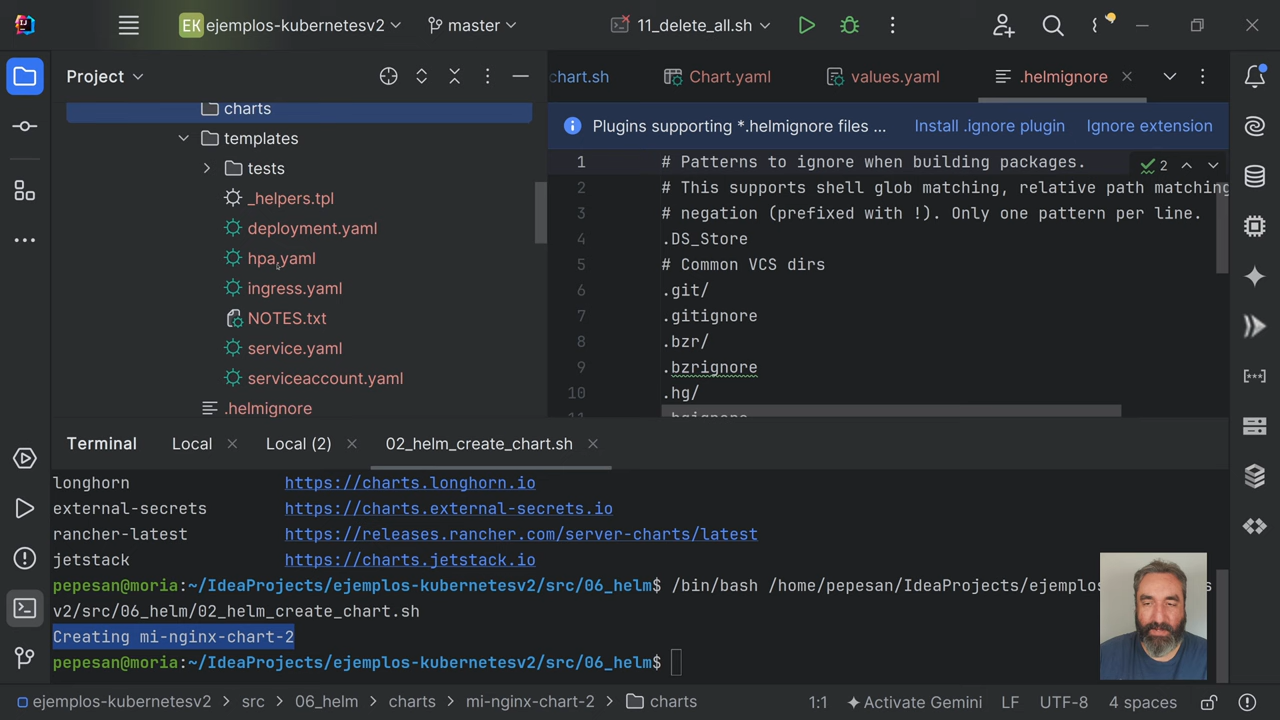 EK ejemplos-kubernetesv2
master
11_delete_all.sh
Project
chart.sh
Chart.yaml
values.yaml
.helmignore
charts
templates
tests
_helpers.tpl
deployment.yaml
hpa.yaml
ingress.yaml
NOTES.txt
service.yaml
serviceaccount.yaml
.helmignore
Plugins supporting *.helmignore files ...
Install .ignore plugin
Ignore extension
2
1 # Patterns to ignore when building packages.
2 # This supports shell glob matching, relative path matching
3 # negation (prefixed with !). Only one pattern per line.
4 .DS_Store
5 # Common VCS dirs
6 .git/
7 .gitignore
8 .bzr/
9 .bzrignore
10 .hg/
11 .hgignore
Terminal
Local
Local (2)
02_helm_create_chart.sh
longhorn https://charts.longhorn.io
external-secrets https://charts.external-secrets.io
rancher-latest https://releases.rancher.com/server-charts/latest
jetstack https://charts.jetstack.io
pepesan@moria:~/IdeaProjects/ejemplos-kubernetesv2/src/06_helm$ /bin/bash /home/pepesan/IdeaProjects/ejemplos
v2/src/06_helm/02_helm_create_chart.sh
Creating mi-nginx-chart-2
pepesan@moria:~/IdeaProjects/ejemplos-kubernetesv2/src/06_helm$
ejemplos-kubernetesv2 src 06_helm charts mi-nginx-chart-2 charts
1:1
Activate Gemini
LF
UTF-8
4 spaces